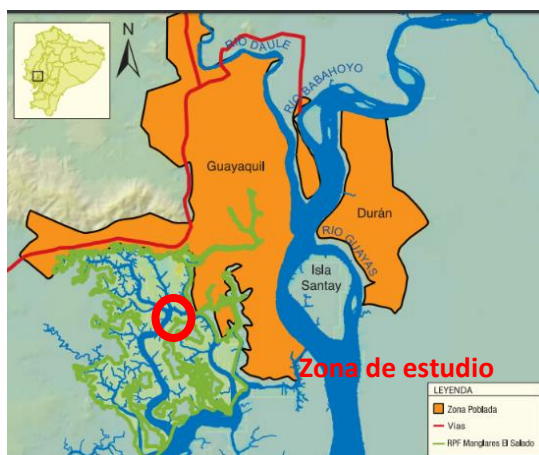 N
RIO DAULE
RIO BABAHOYO
Guayaquil
Durán
RIO GUAYAS
Isla
Santay
Zona de estudio
LEYENDA
Zona Poblada
Vías
RPF Manglares El Salado